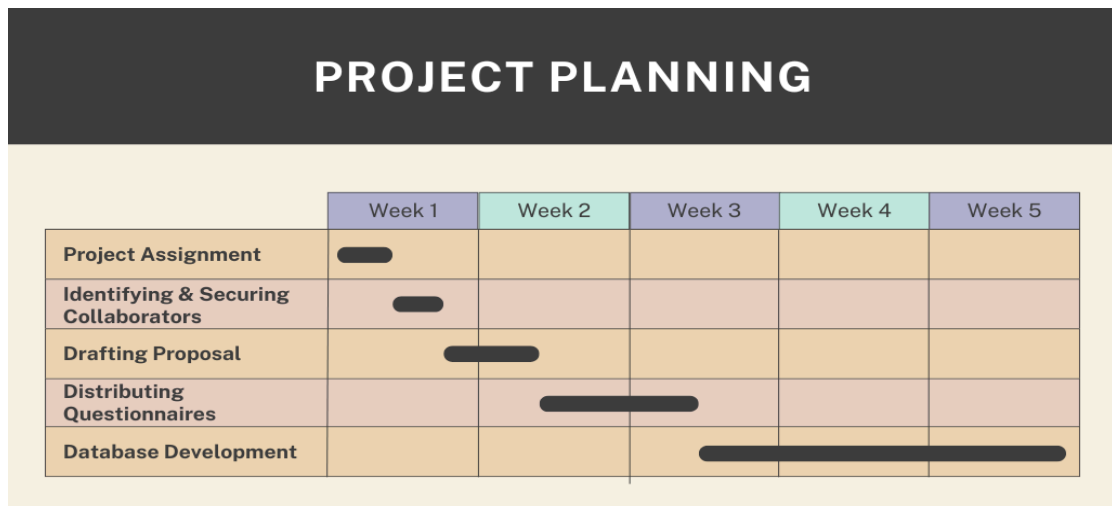 PROJECT PLANNING
Week 1
Week 2
Week 3
Week 4
Week 5
Project Assignment
Identifying & Securing
Collaborators
Drafting Proposal
Distributing
Questionnaires
Database Development